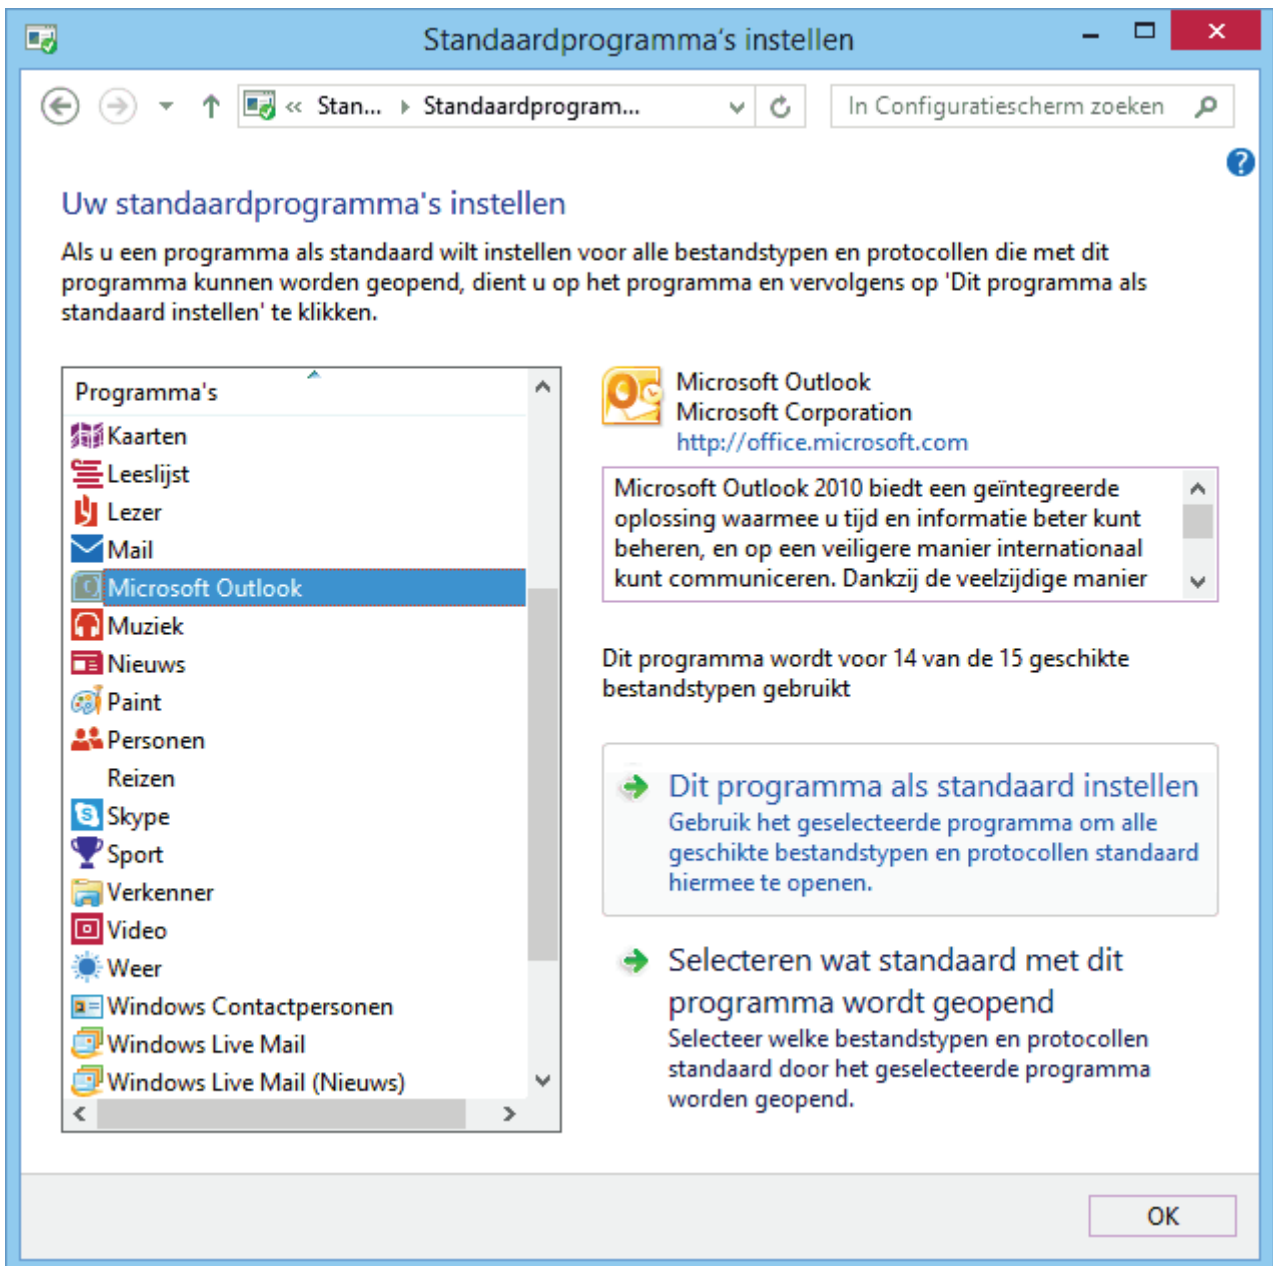 Standaardprogramma's instellen
« Stan... Standaardprogram...
In Configuratiescherm zoeken
Uw standaardprogramma's instellen
Als u een programma als standaard wilt instellen voor alle bestandstypen en protocollen die met dit
programma kunnen worden geopend, dient u op het programma en vervolgens op 'Dit programma als
standaard instellen' te klikken.
Programma's
Kaarten
Leeslijst
Lezer
Mail
Microsoft Outlook
Muziek
Nieuws
Paint
Personen
Reizen
Skype
Sport
Verkenner
Video
Weer
Windows Contactpersonen
Windows Live Mail
Windows Live Mail (Nieuws)
Microsoft Outlook
Microsoft Corporation
http://office.microsoft.com
Microsoft Outlook 2010 biedt een geïntegreerde
oplossing waarmee u tijd en informatie beter kunt
beheren, en op een veiligere manier internationaal
kunt communiceren. Dankzij de veelzijdige manier
Dit programma wordt voor 14 van de 15 geschikte
bestandstypen gebruikt
Dit programma als standaard instellen
Gebruik het geselecteerde programma om alle
geschikte bestandstypen en protocollen standaard
hiermee te openen.
Selecteren wat standaard met dit
programma wordt geopend
Selecteer welke bestandstypen en protocollen
standaard door het geselecteerde programma
worden geopend.
OK